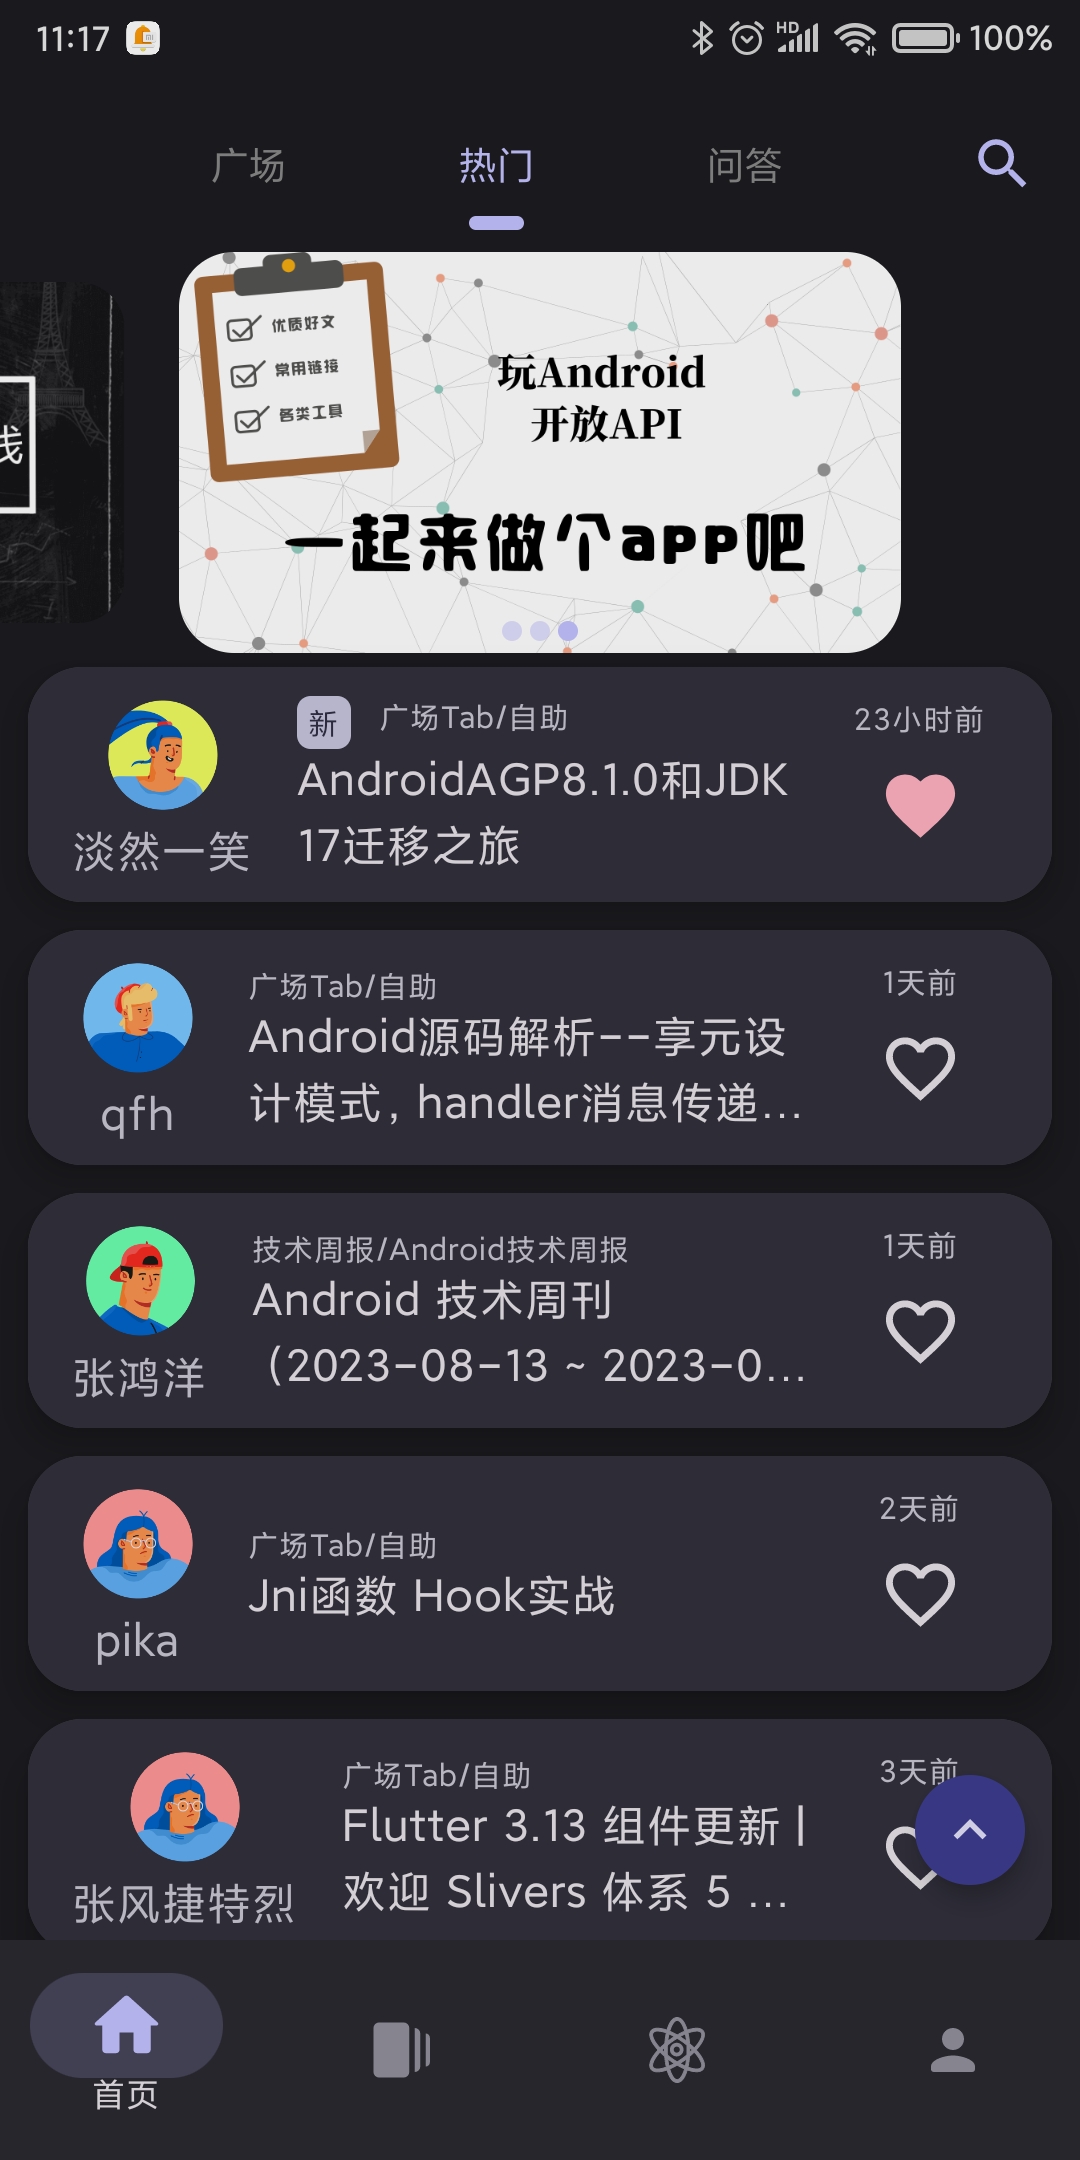 11:17
HD
100%
广场
热门
问答
优质好文
常用链接
各类工具
玩Android
开放API
一起来做个app吧
线
新
广场Tab/自助
23小时前
AndroidAGP8.1.0和JDK
17迁移之旅
淡然一笑
广场Tab/自助
1天前
Android源码解析--享元设
计模式, handler消息传递...
qfh
技术周报/Android技术周报
1天前
Android 技术周刊
（2023-08-13 ~ 2023-0...
张鸿洋
广场Tab/自助
2天前
Jni函数 Hook实战
pika
广场Tab/自助
3天前
Flutter 3.13 组件更新 |
欢迎 Slivers 体系 5 ...
张风捷特烈
首页